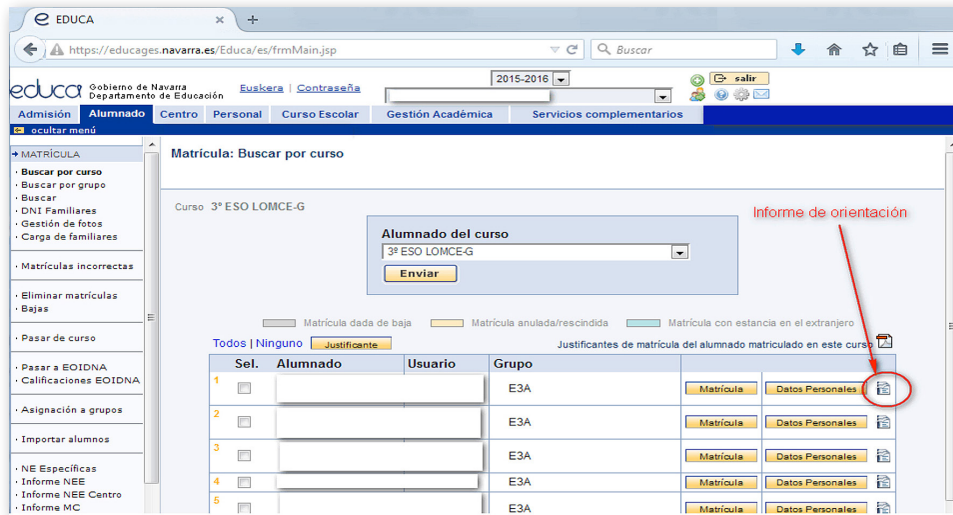 EDUCA
https://educages.navarra.es/Educa/es/frmMain.jsp
Buscar
educa Gobierno de Navarra
Departamento de Educación
Euskera | Contraseña
2015-2016
salir
Admisión Alumnado Centro Personal Curso Escolar Gestión Académica Servicios complementarios
ocultar menú
MATRÍCULA
· Buscar por curso
· Buscar por grupo
· Buscar
· DNI Familiares
· Gestión de fotos
· Carga de familiares
· Matrículas incorrectas
· Eliminar matrículas
· Bajas
· Pasar de curso
· Pasar a EOIDNA
· Calificaciones EOIDNA
· Asignación a grupos
· Importar alumnos
· NE Específicas
· Informe NEE
· Informe NEE Centro
· Informe MC
Matrícula: Buscar por curso
Curso 3º ESO LOMCE-G
Informe de orientación
Alumnado del curso
3º ESO LOMCE-G
Enviar
Matrícula dada de baja Matrícula anulada/rescindida Matrícula con estancia en el extranjero
Todos | Ninguno Justificante Justificantes de matrícula del alumnado matriculado en este curso
Sel. Alumnado Usuario Grupo
1 E3A Matrícula Datos Personales
2 E3A Matrícula Datos Personales
3 E3A Matrícula Datos Personales
4 E3A Matrícula Datos Personales
5 E3A Matrícula Datos Personales